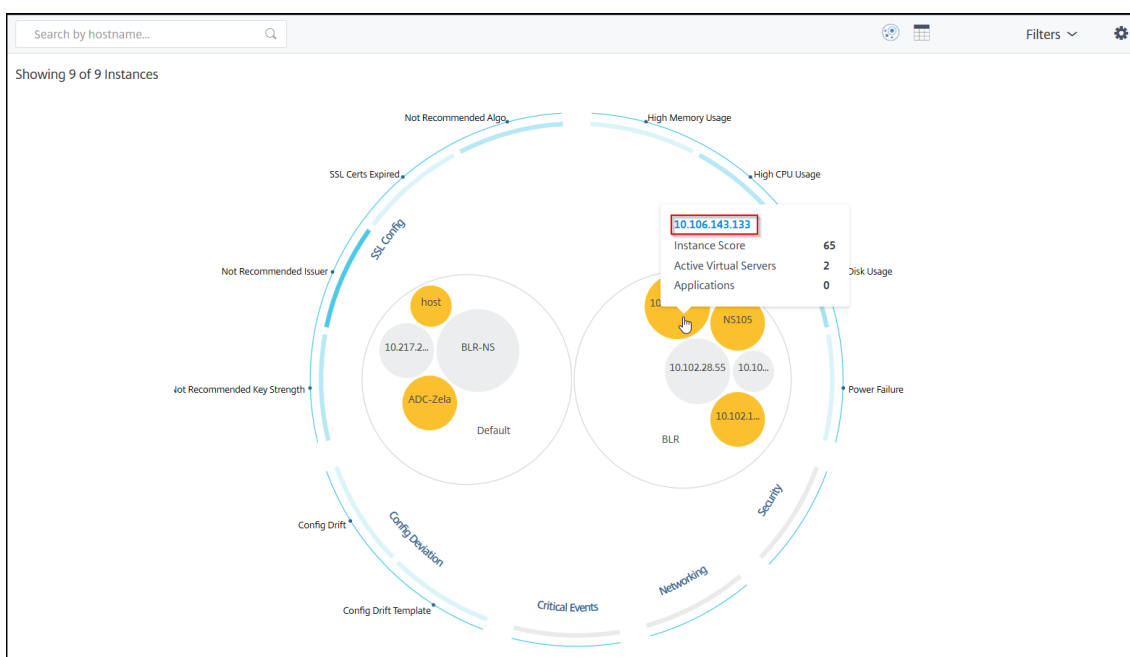 Search by hostname...
Filters
Showing 9 of 9 Instances
Not Recommended Algo
High Memory Usage
SSL Certs Expired
High CPU Usage
SSL Config
10.106.143.133
Instance Score 65
Active Virtual Servers 2
Applications 0
Not Recommended Issuer
Disk Usage
host
10
NS105
10.217.2...
BLR-NS
10.102.28.55
10.10...
Not Recommended Key Strength
Power Failure
ADC-Zela
10.102.1...
Default
BLR
Security
Config Drift
Config Deviation
Networking
Critical Events
Config Drift Template